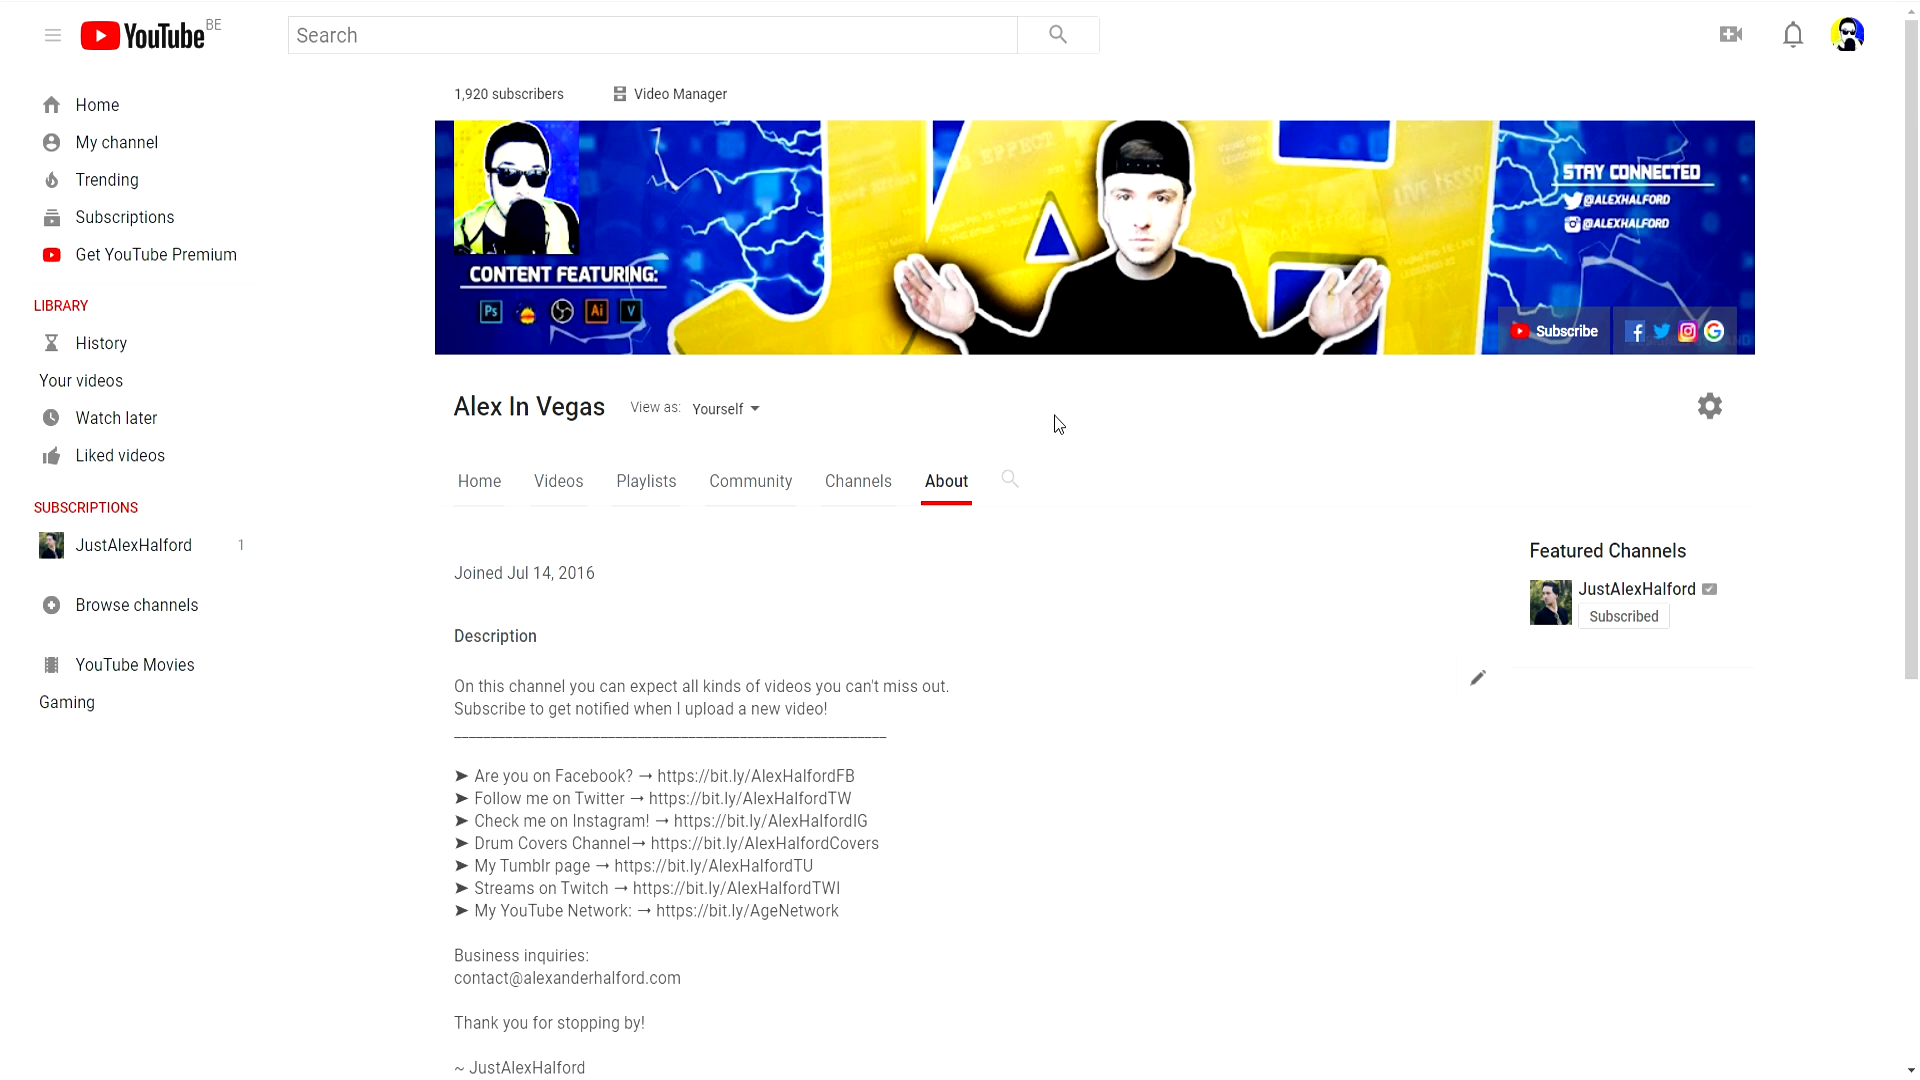 YouTube BE
Search
1,920 subscribers
Video Manager
Home
My channel
Trending
Subscriptions
Get YouTube Premium
LIBRARY
History
Your videos
Watch later
Liked videos
SUBSCRIPTIONS
JustAlexHalford 1
Browse channels
YouTube Movies
Gaming
CONTENT FEATURING:
Ps
Ai
V
STAY CONNECTED
@ALEXHALFORD
@ALEXHALFORD
Subscribe
Alex In Vegas
View as: Yourself
Home Videos Playlists Community Channels About
Joined Jul 14, 2016
Description
On this channel you can expect all kinds of videos you can't miss out.
Subscribe to get notified when I upload a new video!
______________________________________________________
➤ Are you on Facebook? → https://bit.ly/AlexHalfordFB
➤ Follow me on Twitter → https://bit.ly/AlexHalfordTW
➤ Check me on Instagram! → https://bit.ly/AlexHalfordIG
➤ Drum Covers Channel→ https://bit.ly/AlexHalfordCovers
➤ My Tumblr page → https://bit.ly/AlexHalfordTU
➤ Streams on Twitch → https://bit.ly/AlexHalfordTWI
➤ My YouTube Network: → https://bit.ly/AgeNetwork
Business inquiries:
contact@alexanderhalford.com
Thank you for stopping by!
~ JustAlexHalford
Featured Channels
JustAlexHalford
Subscribed